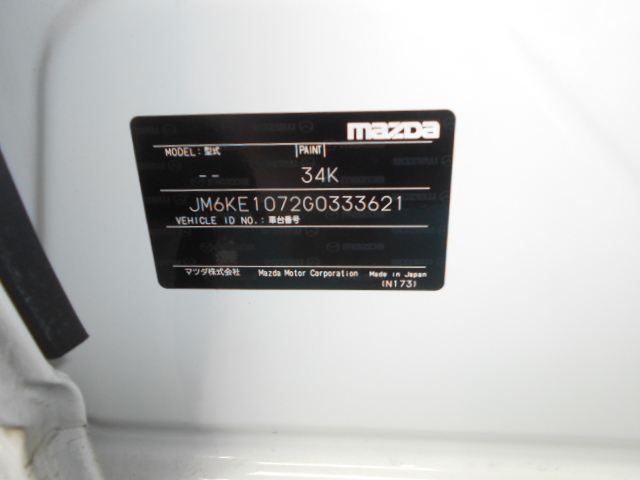 mazda
MODEL: 型式 PAINT
-- 34K
JM6KE1072G0333621
VEHICLE ID NO.: 車台番号
マツダ株式会社 Mazda Motor Corporation Made in Japan
(N173)